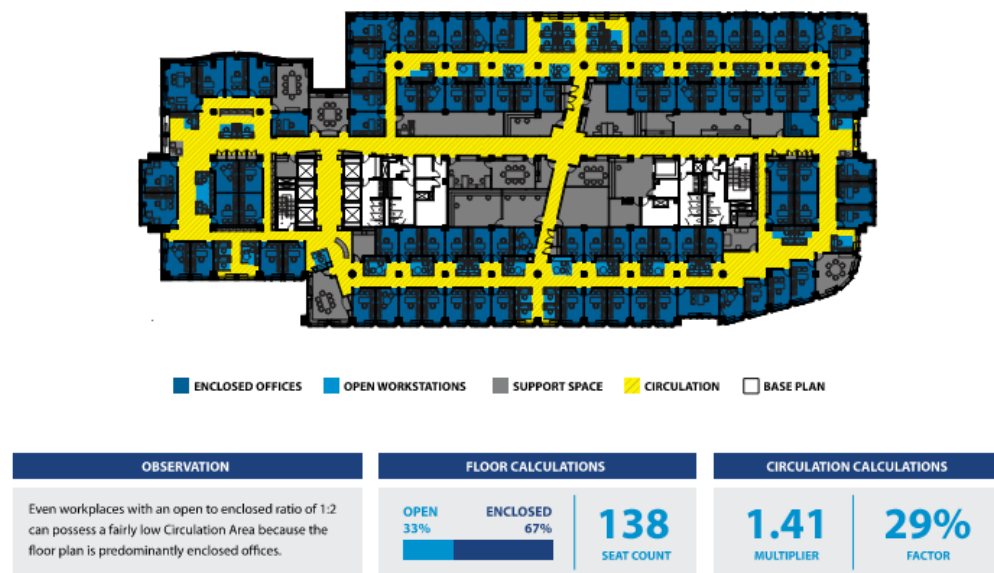 ENCLOSED OFFICES
OPEN WORKSTATIONS
SUPPORT SPACE
CIRCULATION
BASE PLAN
OBSERVATION
Even workplaces with an open to enclosed ratio of 1:2
can possess a fairly low Circulation Area because the
floor plan is predominantly enclosed offices.
FLOOR CALCULATIONS
OPEN
33%
ENCLOSED
67%
138
SEAT COUNT
CIRCULATION CALCULATIONS
1.41
MULTIPLIER
29%
FACTOR